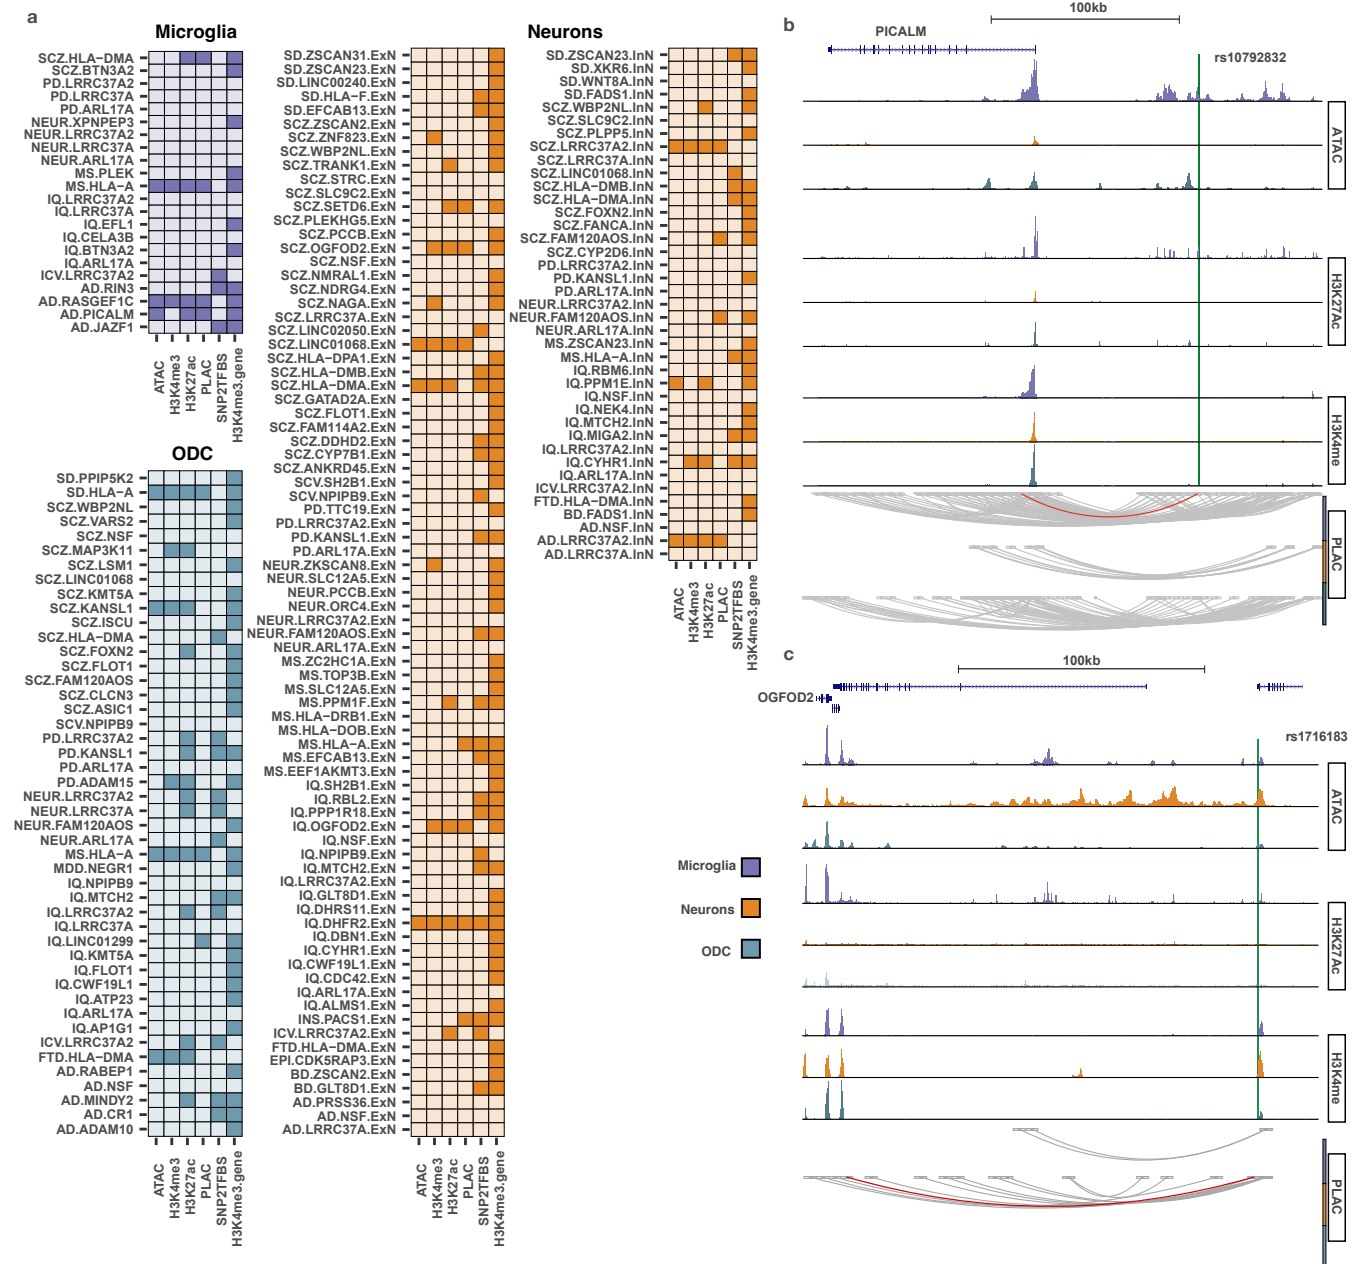 a
Microglia
SCZ.HLA−DMA
SCZ.BTN3A2
PD.LRRC37A2
PD.LRRC37A
PD.ARL17A
NEUR.XPNPEP3
NEUR.LRRC37A2
NEUR.LRRC37A
NEUR.ARL17A
MS.PLEK
MS.HLA−A
IQ.LRRC37A2
IQ.LRRC37A
IQ.EFL1
IQ.CELA3B
IQ.BTN3A2
IQ.ARL17A
ICV.LRRC37A2
AD.RIN3
AD.RASGEF1C
AD.PICALM
AD.JAZF1
ATAC
H3K4me3
H3K27ac
PLAC
SNP2TFBS
H3K4me3.gene
ODC
SD.PPIP5K2
SD.HLA−A
SCZ.WBP2NL
SCZ.VARS2
SCZ.NSF
SCZ.MAP3K11
SCZ.LSM1
SCZ.LINC01068
SCZ.KMT5A
SCZ.KANSL1
SCZ.ISCU
SCZ.HLA−DMA
SCZ.FOXN2
SCZ.FLOT1
SCZ.FAM120AOS
SCZ.CLCN3
SCZ.ASIC1
SCV.NPIPB9
PD.LRRC37A2
PD.KANSL1
PD.ARL17A
PD.ADAM15
NEUR.LRRC37A2
NEUR.LRRC37A
NEUR.FAM120AOS
NEUR.ARL17A
MS.HLA−A
MDD.NEGR1
IQ.NPIPB9
IQ.MTCH2
IQ.LRRC37A2
IQ.LRRC37A
IQ.LINC01299
IQ.KMT5A
IQ.FLOT1
IQ.CWF19L1
IQ.ATP23
IQ.ARL17A
IQ.AP1G1
ICV.LRRC37A2
FTD.HLA−DMA
AD.RABEP1
AD.NSF
AD.MINDY2
AD.CR1
AD.ADAM10
ATAC
H3K4me3
H3K27ac
PLAC
SNP2TFBS
H3K4me3.gene
Neurons
SD.ZSCAN31.ExN
SD.ZSCAN23.ExN
SD.LINC00240.ExN
SD.HLA−F.ExN
SD.EFCAB13.ExN
SCZ.ZSCAN2.ExN
SCZ.ZNF823.ExN
SCZ.WBP2NL.ExN
SCZ.TRANK1.ExN
SCZ.STRC.ExN
SCZ.SLC9C2.ExN
SCZ.SETD6.ExN
SCZ.PLEKHG5.ExN
SCZ.PCCB.ExN
SCZ.OGFOD2.ExN
SCZ.NSF.ExN
SCZ.NMRAL1.ExN
SCZ.NDRG4.ExN
SCZ.NAGA.ExN
SCZ.LRRC37A.ExN
SCZ.LINC02050.ExN
SCZ.LINC01068.ExN
SCZ.HLA−DPA1.ExN
SCZ.HLA−DMB.ExN
SCZ.HLA−DMA.ExN
SCZ.GATAD2A.ExN
SCZ.FLOT1.ExN
SCZ.FAM114A2.ExN
SCZ.DDHD2.ExN
SCZ.CYP7B1.ExN
SCZ.ANKRD45.ExN
SCV.SH2B1.ExN
SCV.NPIPB9.ExN
PD.TTC19.ExN
PD.LRRC37A2.ExN
PD.KANSL1.ExN
PD.ARL17A.ExN
NEUR.ZKSCAN8.ExN
NEUR.SLC12A5.ExN
NEUR.PCCB.ExN
NEUR.ORC4.ExN
NEUR.LRRC37A2.ExN
NEUR.FAM120AOS.ExN
NEUR.ARL17A.ExN
MS.ZC2HC1A.ExN
MS.TOP3B.ExN
MS.SLC12A5.ExN
MS.PPM1F.ExN
MS.HLA−DRB1.ExN
MS.HLA−DOB.ExN
MS.HLA−A.ExN
MS.EFCAB13.ExN
MS.EEF1AKMT3.ExN
IQ.SH2B1.ExN
IQ.RBL2.ExN
IQ.PPP1R18.ExN
IQ.OGFOD2.ExN
IQ.NSF.ExN
IQ.NPIPB9.ExN
IQ.MTCH2.ExN
IQ.LRRC37A2.ExN
IQ.GLT8D1.ExN
IQ.DHRS11.ExN
IQ.DHFR2.ExN
IQ.DBN1.ExN
IQ.CYHR1.ExN
IQ.CWF19L1.ExN
IQ.CDC42.ExN
IQ.ARL17A.ExN
IQ.ALMS1.ExN
INS.PACS1.ExN
ICV.LRRC37A2.ExN
FTD.HLA−DMA.ExN
EPI.CDK5RAP3.ExN
BD.ZSCAN2.ExN
BD.GLT8D1.ExN
AD.PRSS36.ExN
AD.NSF.ExN
AD.LRRC37A.ExN
ATAC
H3K4me3
H3K27ac
PLAC
SNP2TFBS
H3K4me3.gene
SD.ZSCAN23.InN
SD.XKR6.InN
SD.WNT8A.InN
SD.FADS1.InN
SCZ.WBP2NL.InN
SCZ.SLC9C2.InN
SCZ.PLPP5.InN
SCZ.LRRC37A2.InN
SCZ.LRRC37A.InN
SCZ.LINC01068.InN
SCZ.HLA−DMB.InN
SCZ.HLA−DMA.InN
SCZ.FOXN2.InN
SCZ.FANCA.InN
SCZ.FAM120AOS.InN
SCZ.CYP2D6.InN
PD.LRRC37A2.InN
PD.KANSL1.InN
PD.ARL17A.InN
NEUR.LRRC37A2.InN
NEUR.FAM120AOS.InN
NEUR.ARL17A.InN
MS.ZSCAN23.InN
MS.HLA−A.InN
IQ.RBM6.InN
IQ.PPM1E.InN
IQ.NSF.InN
IQ.NEK4.InN
IQ.MTCH2.InN
IQ.MIGA2.InN
IQ.LRRC37A2.InN
IQ.CYHR1.InN
IQ.ARL17A.InN
ICV.LRRC37A2.InN
FTD.HLA−DMA.InN
BD.FADS1.InN
AD.NSF.InN
AD.LRRC37A2.InN
AD.LRRC37A.InN
ATAC
H3K4me3
H3K27ac
PLAC
SNP2TFBS
H3K4me3.gene
b
100kb
PICALM
rs10792832
ATAC
H3K27Ac
H3K4me
PLAC
c
100kb
OGFOD2
rs1716183
ATAC
H3K27Ac
H3K4me
PLAC
Microglia
Neurons
ODC